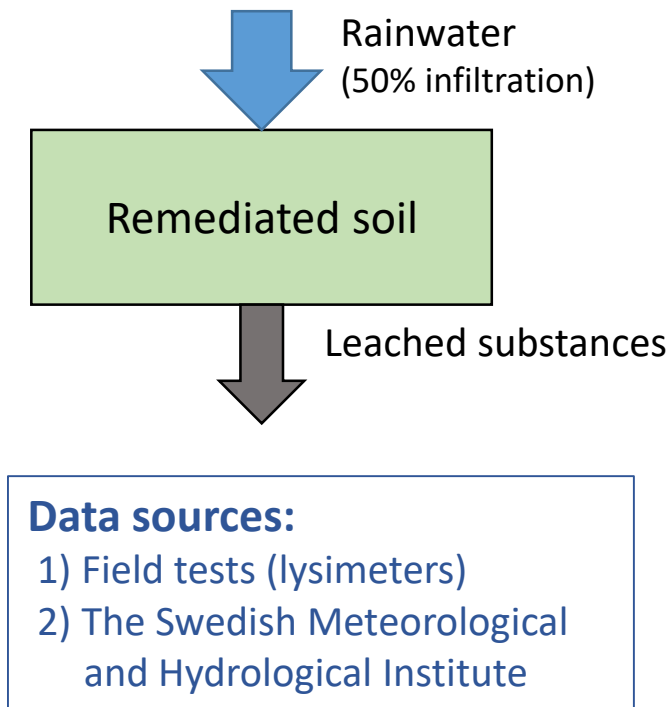 Rainwater
(50% infiltration)
Remediated soil
Leached substances
Data sources:
1) Field tests (lysimeters)
2) The Swedish Meteorological
and Hydrological Institute